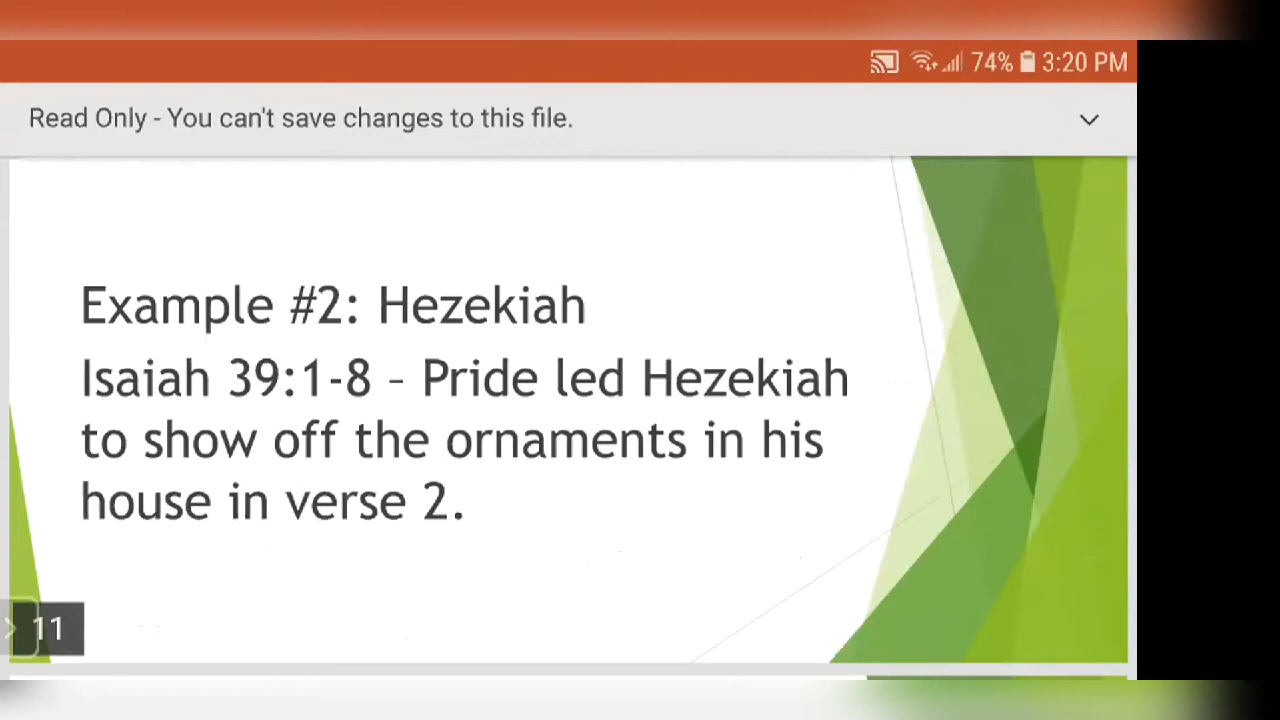 74% 3:20 PM
Read Only - You can't save changes to this file.
Example #2: Hezekiah
Isaiah 39:1-8 – Pride led Hezekiah
to show off the ornaments in his
house in verse 2.
11